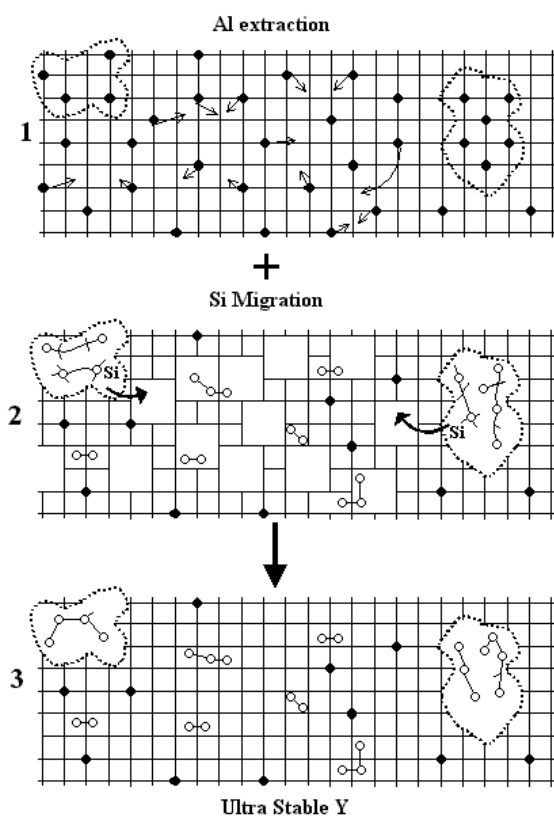 Al extraction
1
+
Si Migration
Si
2
Si
3
Ultra Stable Y